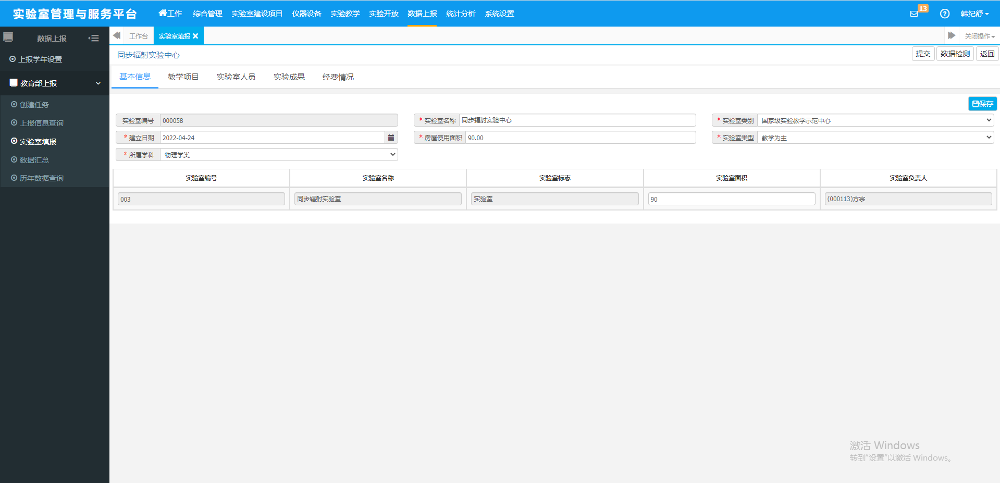 实验室管理与服务平台
工作 综合管理 实验室建设项目 仪器设备 实验教学 实验开放 数据上报 统计分析 系统设置
13
韩纪舒
数据上报
工作台 实验室填报 关闭操作
上报学年设置
教育部上报
创建任务
上报信息查询
实验室填报
数据汇总
历年数据查询
同步辐射实验中心 提交 数据检测 返回
基本信息 教学项目 实验室人员 实验成果 经费情况
保存
实验室编号 000058 * 实验室名称 同步辐射实验中心 * 实验室类别 国家级实验教学示范中心
* 建立日期 2022-04-24 * 房屋使用面积 90.00 * 实验室类型 教学为主
* 所属学科 物理学类
实验室编号 实验室名称 实验室标志 实验室面积 实验室负责人
003 同步辐射实验室 实验室 90 (000113)方宗
激活 Windows
转到“设置”以激活 Windows。